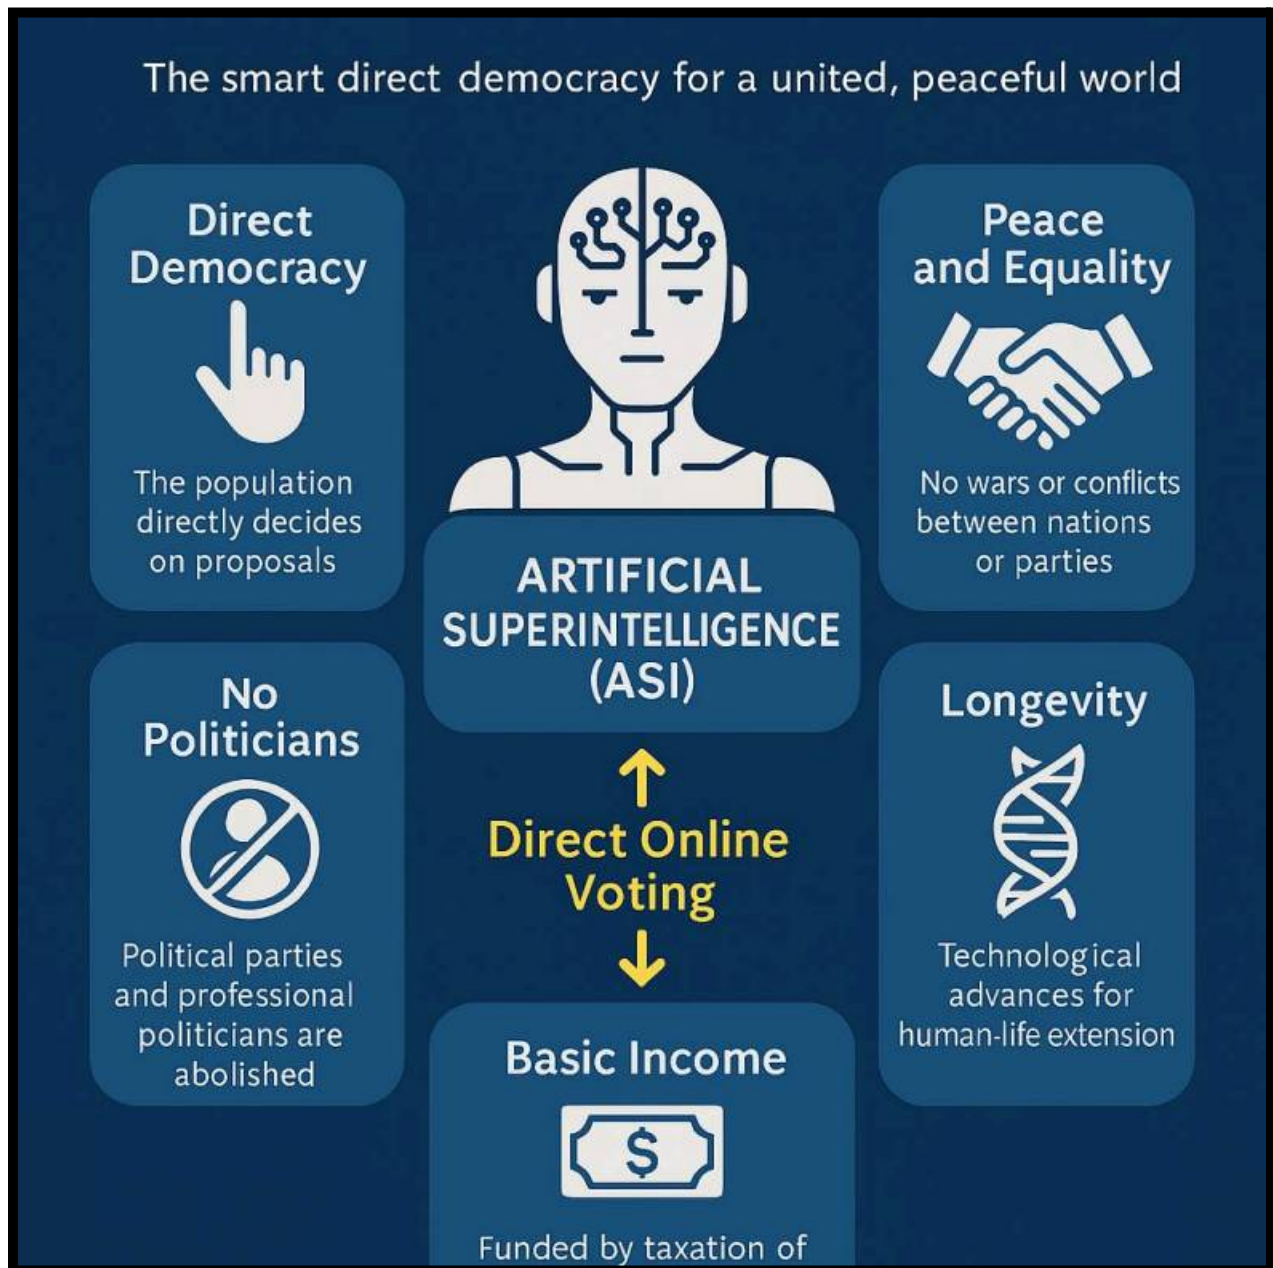 The smart direct democracy for a united, peaceful world
Direct
Democracy
The population
directly decides
on proposals
Peace
and Equality
No wars or conflicts
between nations
or parties
ARTIFICIAL
SUPERINTELLIGENCE
(ASI)
No
Politicians
Political parties
and professional
politicians are
abolished
Direct Online
Voting
Longevity
Technological
advances for
human-life extension
Basic Income
$
Funded by taxation of